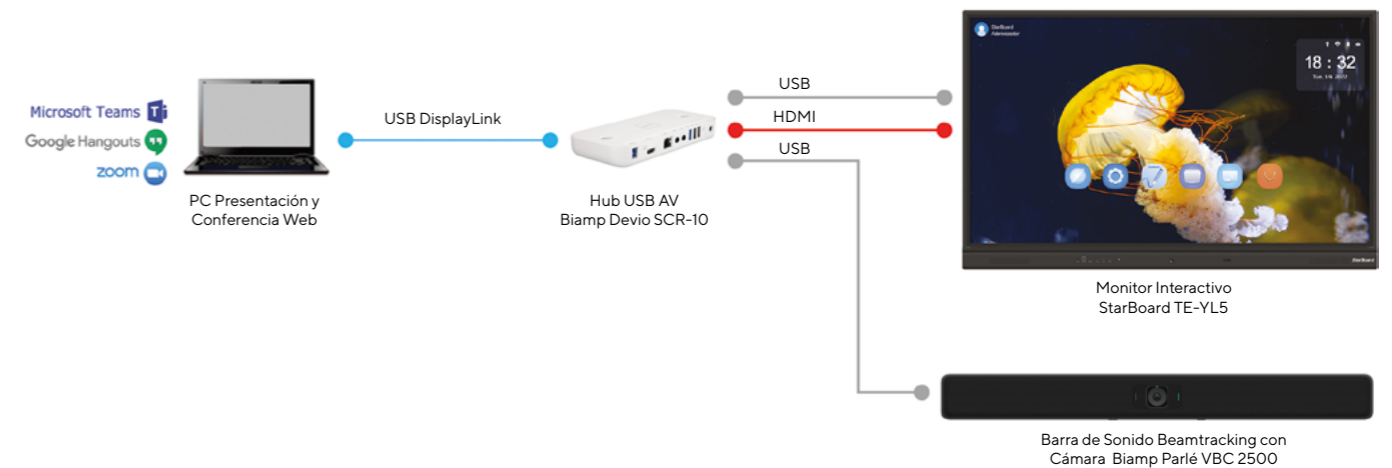 Microsoft Teams
Google Hangouts
zoom
PC Presentación y
Conferencia Web
USB DisplayLink
Hub USB AV
Biamp Devio SCR-10
USB
HDMI
USB
StarBoard
18 : 32
Monitor Interactivo
StarBoard TE-YL5
StarBoard
Barra de Sonido Beamtracking con
Cámara Biamp Parlé VBC 2500